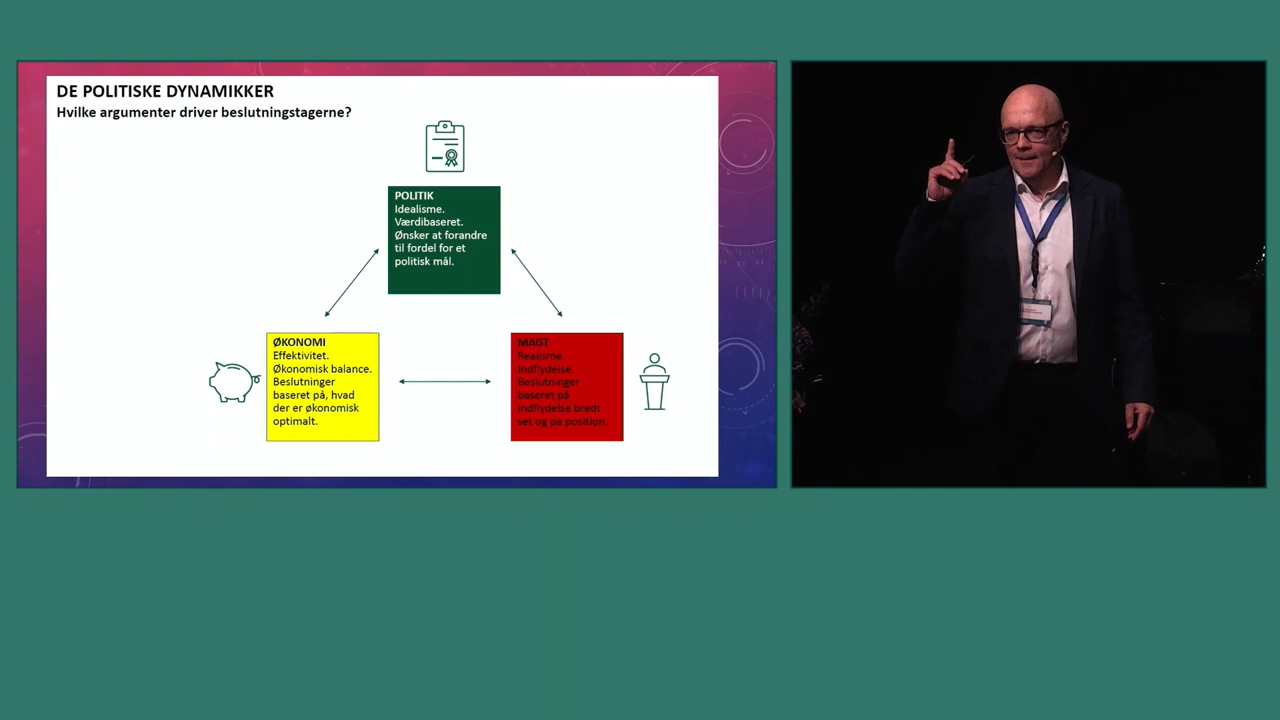 DE POLITISKE DYNAMIKKER
Hvilke argumenter driver beslutningstagerne?
POLITIK
Idealisme.
Værdibaseret.
Ønsker at forandre
til fordel for et
politisk mål.
ØKONOMI
Effektivitet.
Økonomisk balance.
Beslutninger
baseret på, hvad
der er økonomisk
optimalt.
MAGT
Realisme.
Indflydelse.
Beslutninger
baseret på
indflydelse bredt
set og på position.